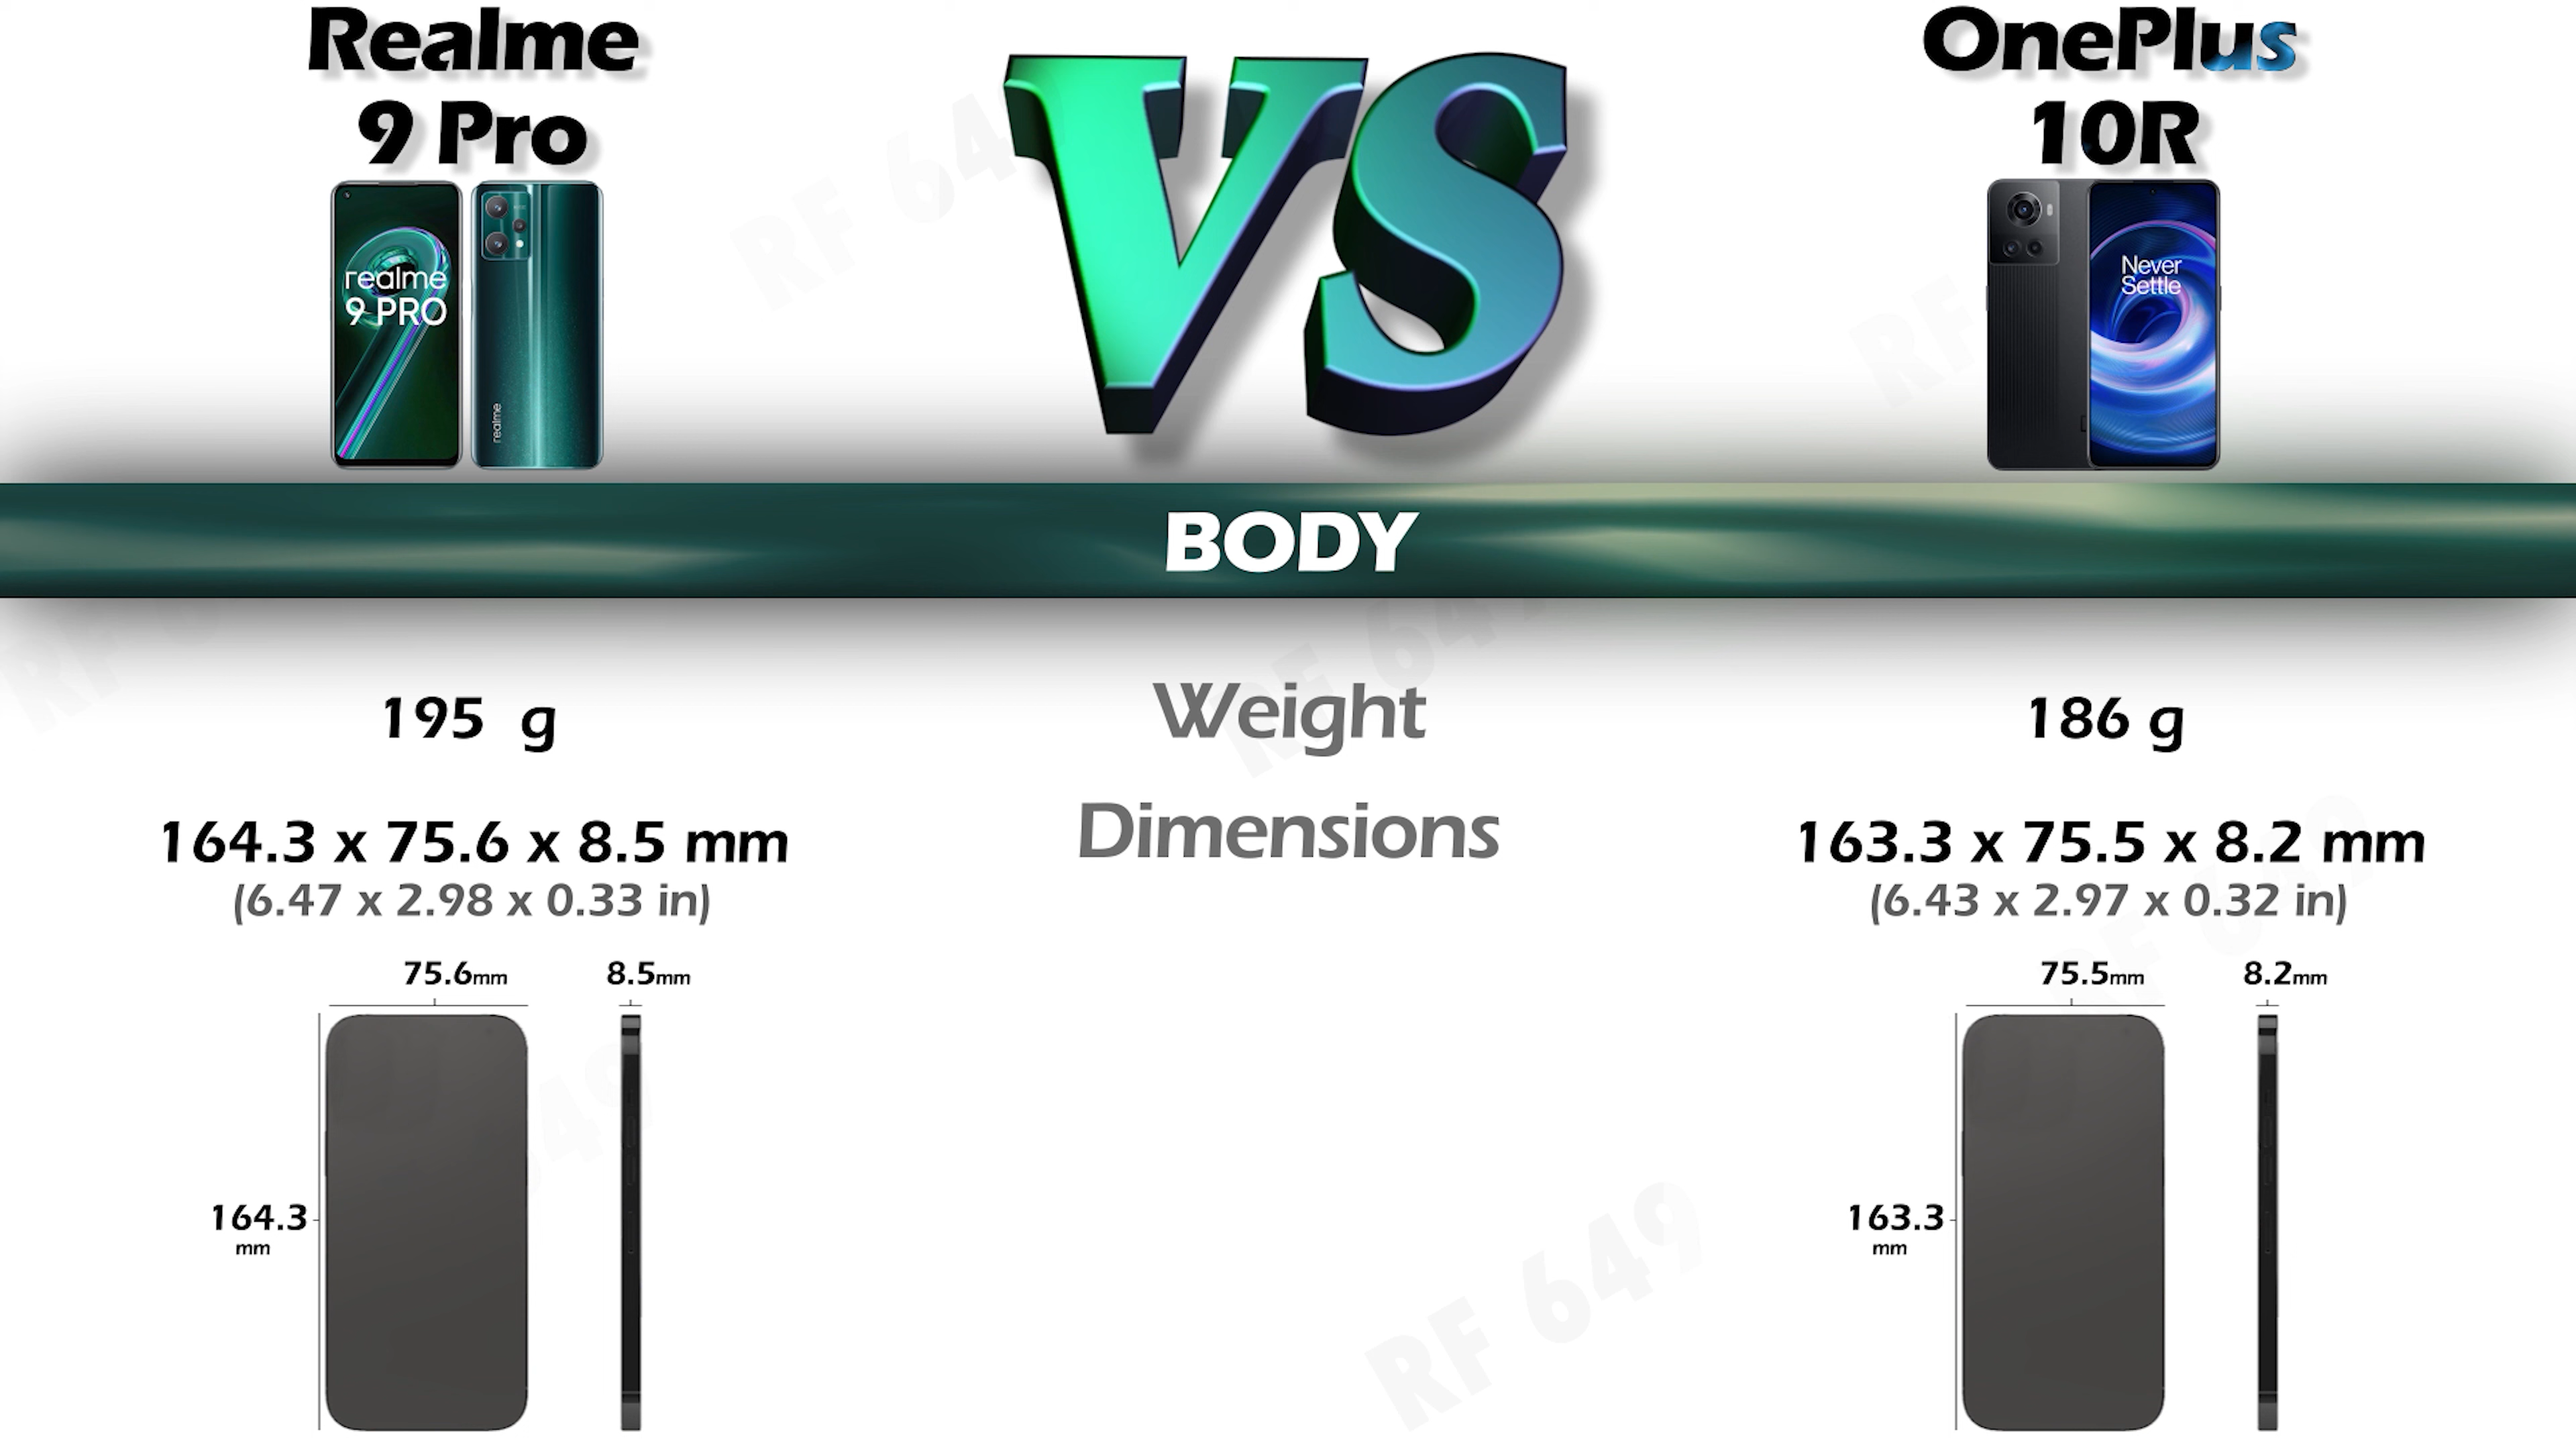 Realme
9 Pro
VS
OnePlus
10R
realme
9 PRO
realme
Never
Settle
BODY
195 g
Weight
186 g
164.3 x 75.6 x 8.5 mm
Dimensions
163.3 x 75.5 x 8.2 mm
(6.47 x 2.98 x 0.33 in)
(6.43 x 2.97 x 0.32 in)
75.6mm
8.5mm
75.5mm
8.2mm
164.3
mm
163.3
mm
RF 649